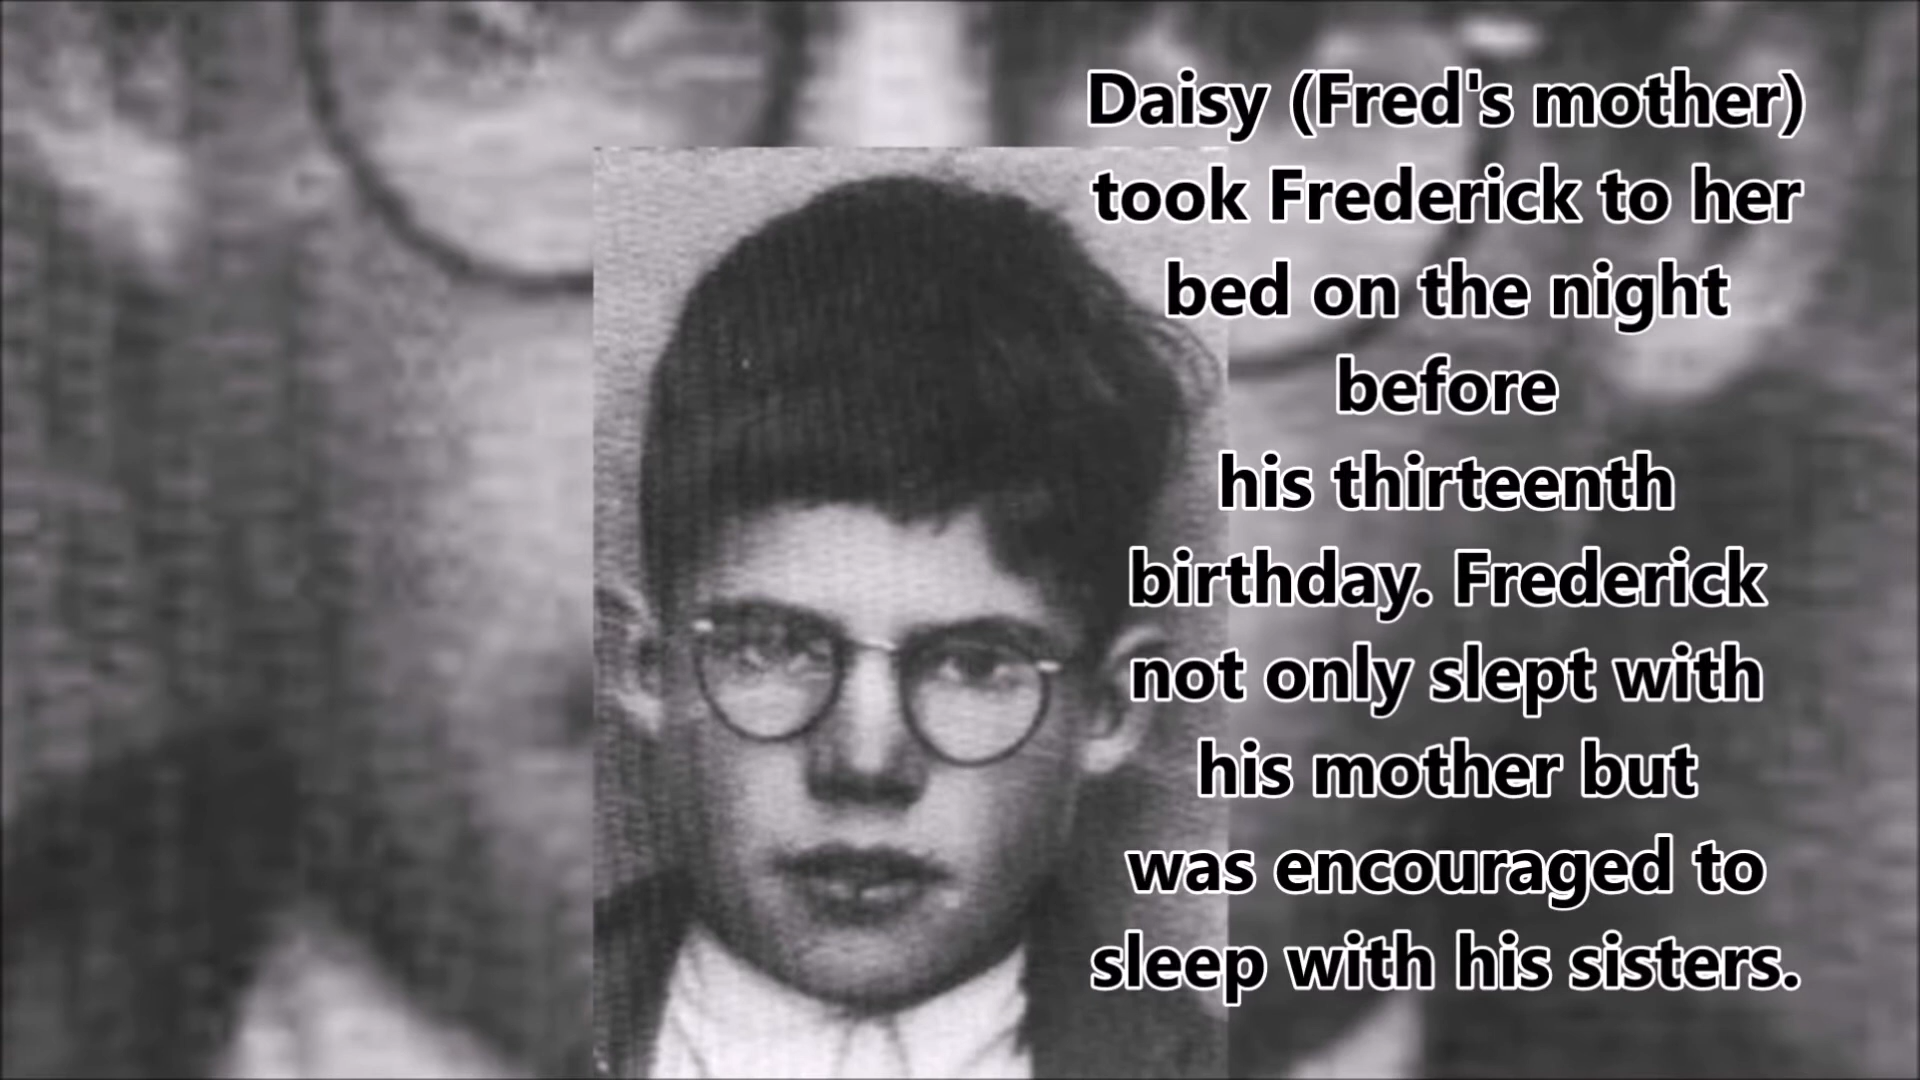 Daisy (Fred's mother)
took Frederick to her
bed on the night
before
his thirteenth
birthday. Frederick
not only slept with
his mother but
was encouraged to
sleep with his sisters.